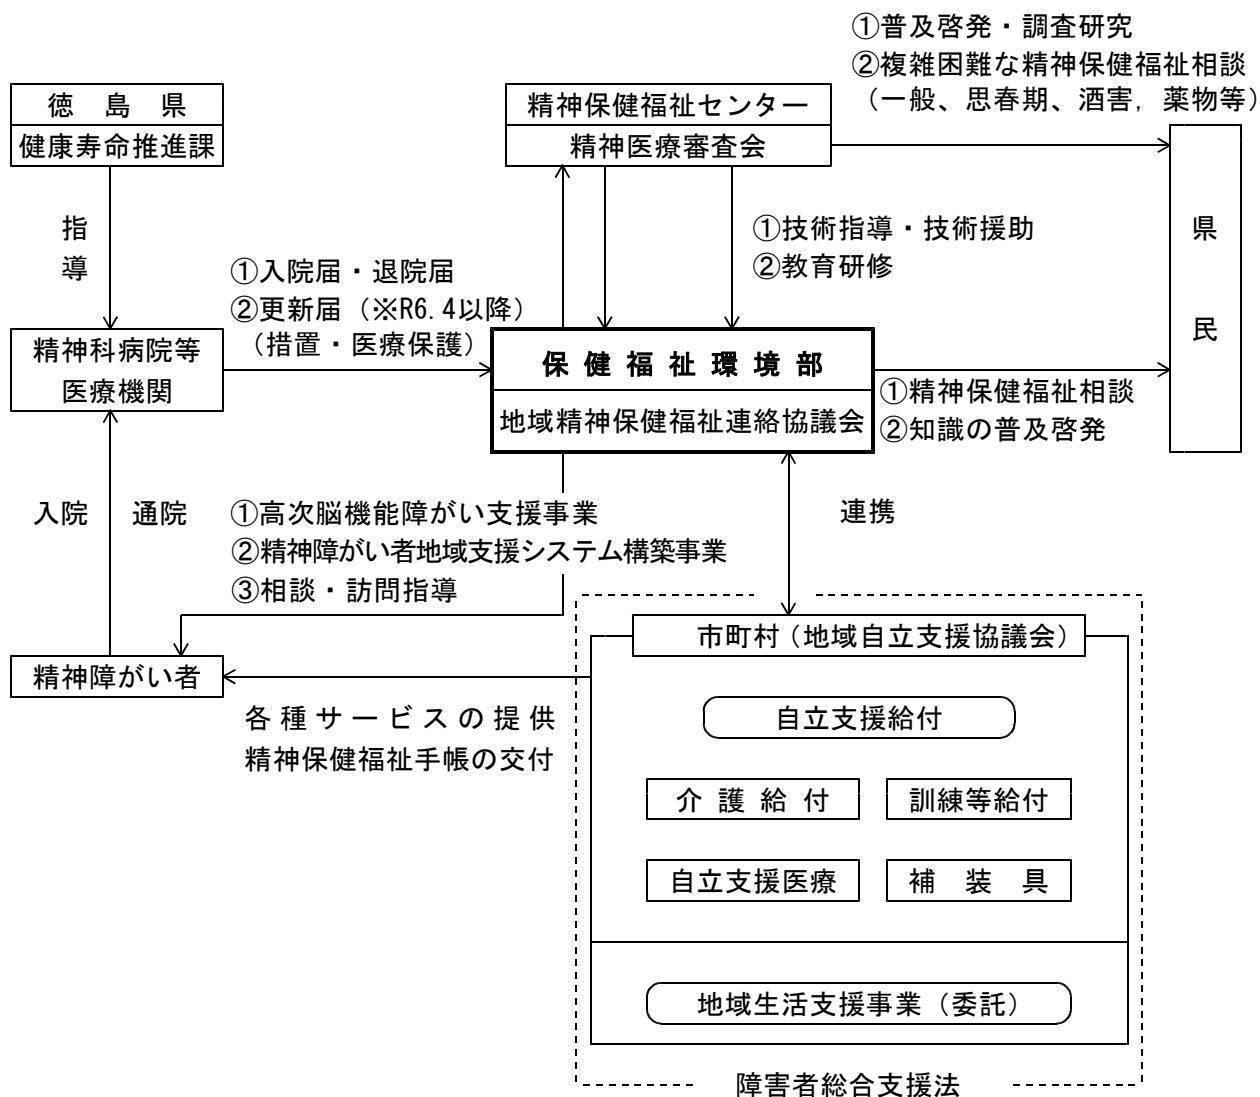 ①普及啓発・調査研究
②複雑困難な精神保健福祉相談
（一般、思春期、酒害，薬物等）
徳　島　県
健康寿命推進課
精神保健福祉センター
精神医療審査会
県
民
指
導
①技術指導・技術援助
②教育研修
①入院届・退院届
②更新届（※R6.4以降）
（措置・医療保護）
精神科病院等
医療機関
保健福祉環境部
地域精神保健福祉連絡協議会
①精神保健福祉相談
②知識の普及啓発
入院
通院
①高次脳機能障がい支援事業
②精神障がい者地域支援システム構築事業
③相談・訪問指導
連携
精神障がい者
市町村（地域自立支援協議会）
各種サービスの提供
精神保健福祉手帳の交付
自立支援給付
介護給付
訓練等給付
自立支援医療
補　装　具
地域生活支援事業（委託）
障害者総合支援法